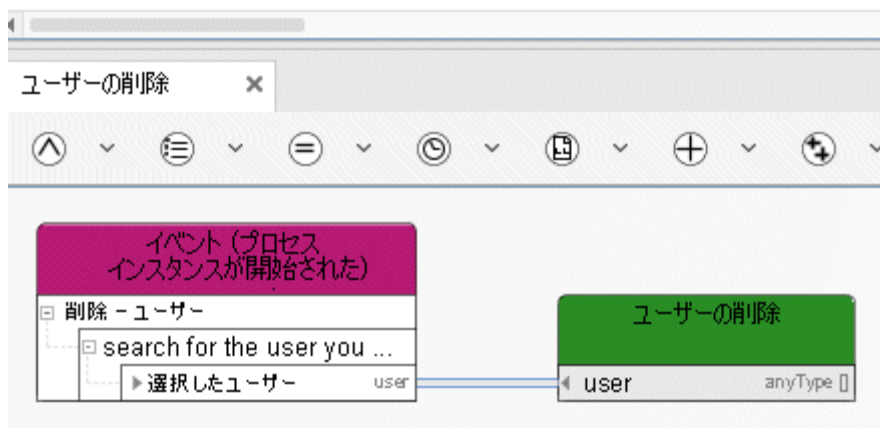 ユーザーの削除
イベント (プロセス
インスタンスが開始された)
削除 - ユーザー
search for the user you ...
選択したユーザー user
ユーザーの削除
user anyType []